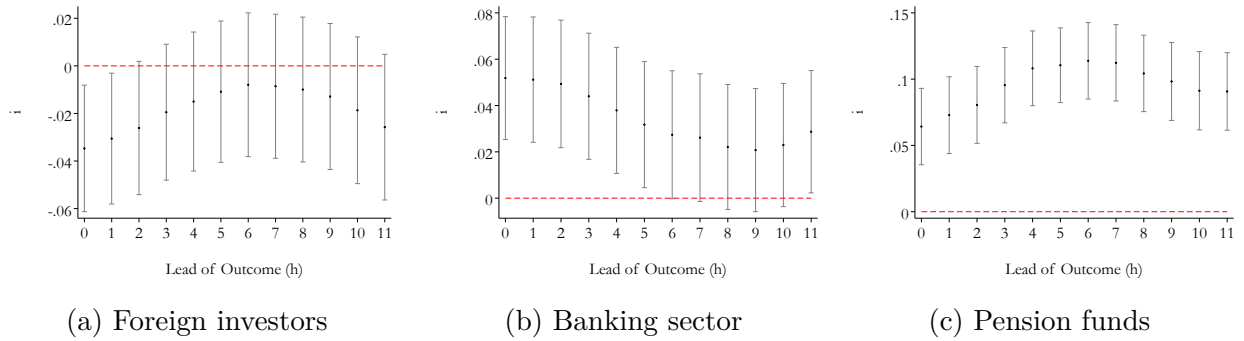 .02
0
-.02
-.04
-.06
i
0 1 2 3 4 5 6 7 8 9 10 11
Lead of Outcome (h)
(a) Foreign investors
.08
.06
.04
.02
0
i
0 1 2 3 4 5 6 7 8 9 10 11
Lead of Outcome (h)
(b) Banking sector
.15
.1
.05
0
i
0 1 2 3 4 5 6 7 8 9 10 11
Lead of Outcome (h)
(c) Pension funds